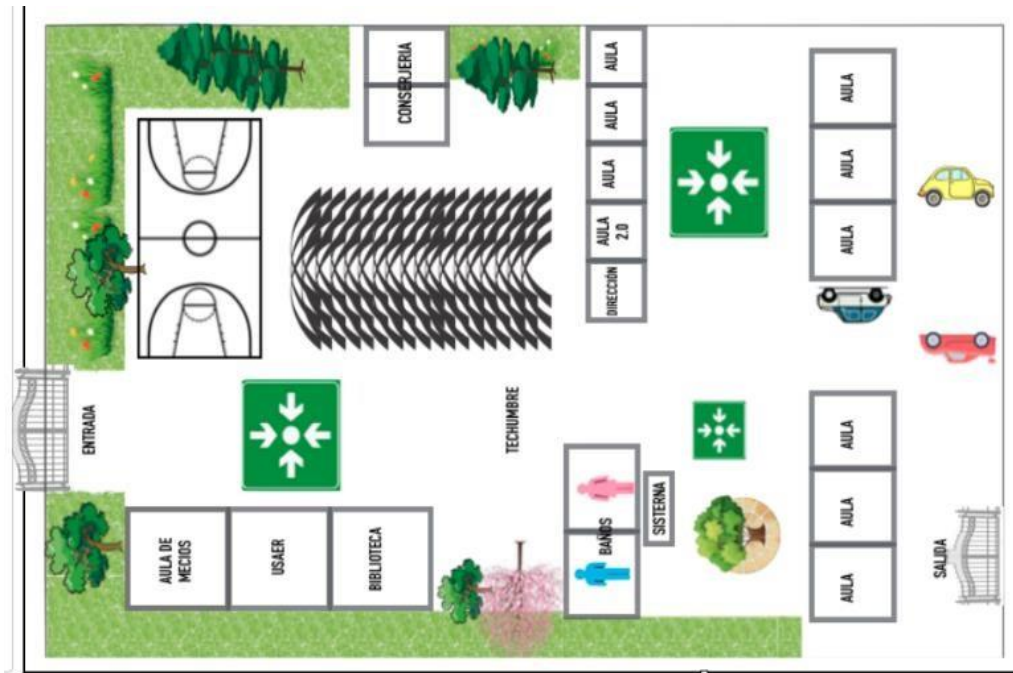 CONSERJERIA
AULA
AULA
AULA
AULA
2.0
DIRECCIÓN
AULA
AULA
AULA
ENTRADA
TECHUMBRE
AULA DE
MECIOS
USAER
BIBLIOTECA
BAÑOS
SISTERNA
AULA
AULA
AULA
SALIDA